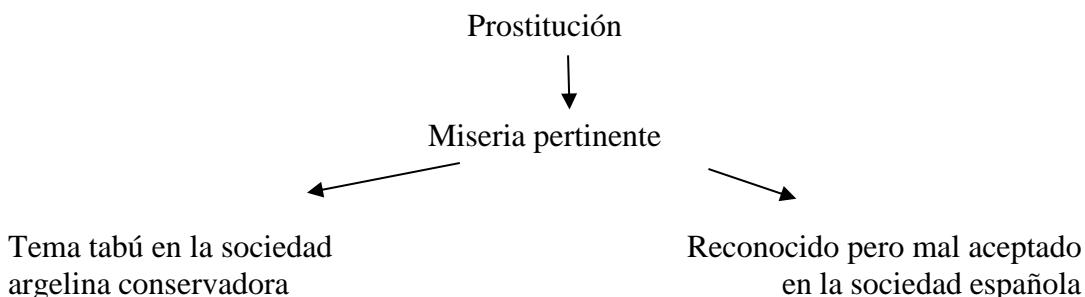 Prostitución
Miseria pertinente
Tema tabú en la sociedad
argelina conservadora
Reconocido pero mal aceptado
en la sociedad española